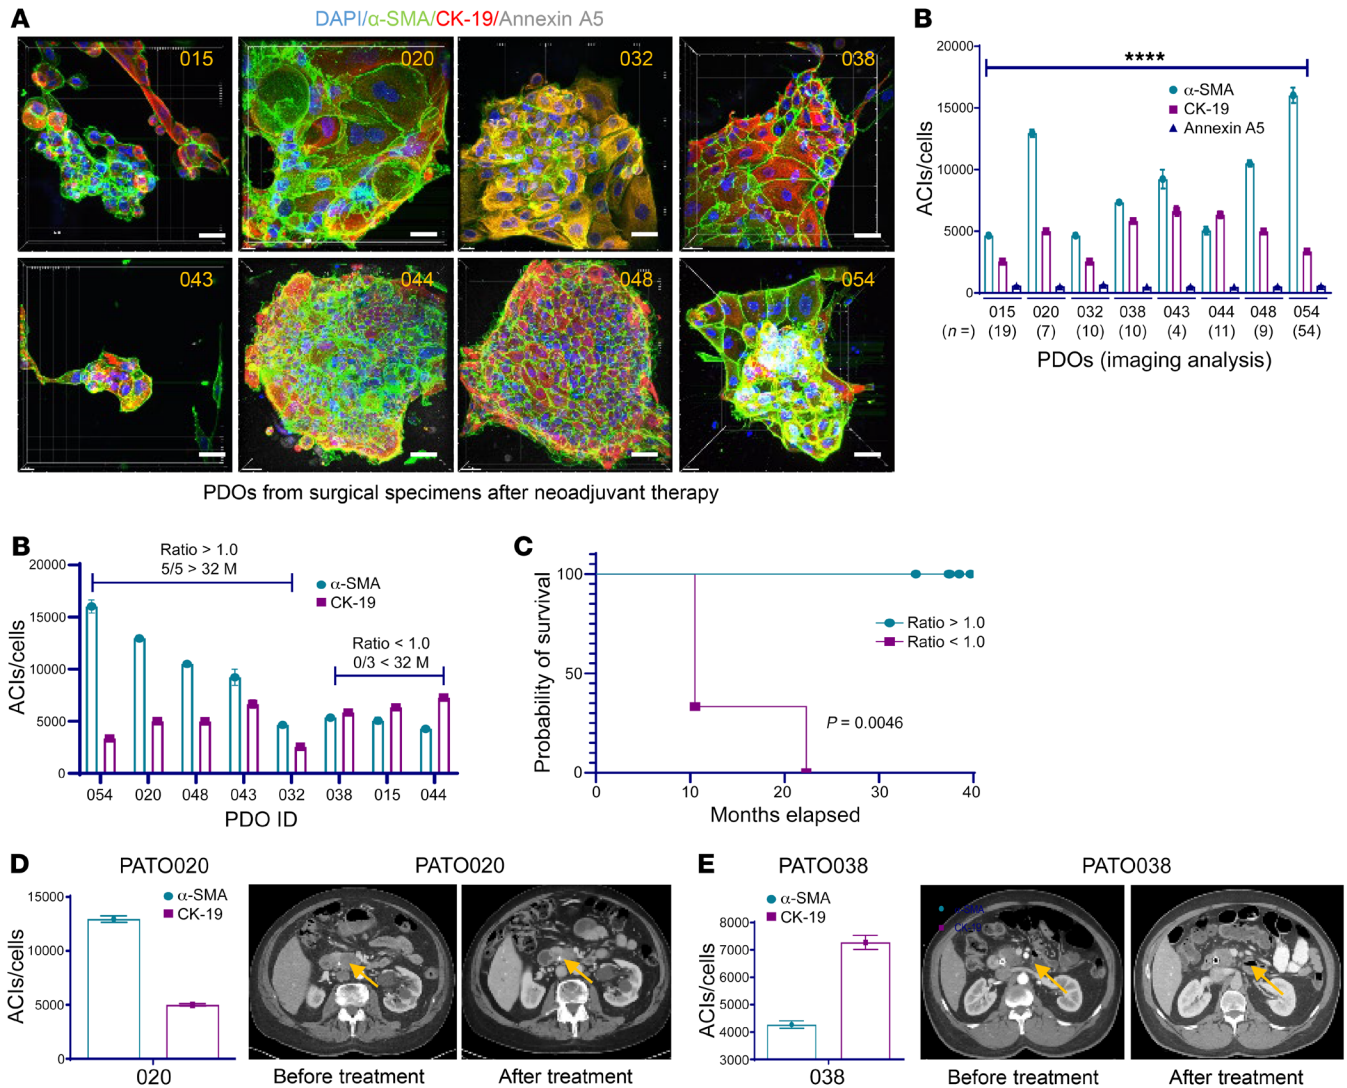 A
DAPI/α-SMA/CK-19/Annexin A5
015
020
032
038
043
044
048
054
PDOs from surgical specimens after neoadjuvant therapy
B
20000
15000
10000
5000
0
ACIs/cells
****
α-SMA
CK-19
Annexin A5
015 020 032 038 043 044 048 054
(n =) (19) (7) (10) (10) (4) (11) (9) (54)
PDOs (imaging analysis)
B
20000
15000
10000
5000
0
ACIs/cells
Ratio > 1.0
5/5 > 32 M
α-SMA
CK-19
Ratio < 1.0
0/3 < 32 M
054 020 048 043 032 038 015 044
PDO ID
C
100
50
0
Probability of survival
Ratio > 1.0
Ratio < 1.0
P = 0.0046
0 10 20 30 40
Months elapsed
D
PATO020
15000
10000
5000
0
ACIs/cells
α-SMA
CK-19
020
PATO020
Before treatment
After treatment
E
PATO038
α-SMA
CK-19
8000
7000
6000
5000
4000
3000
ACIs/cells
038
PATO038
α-SMA
CK-19
Before treatment
After treatment